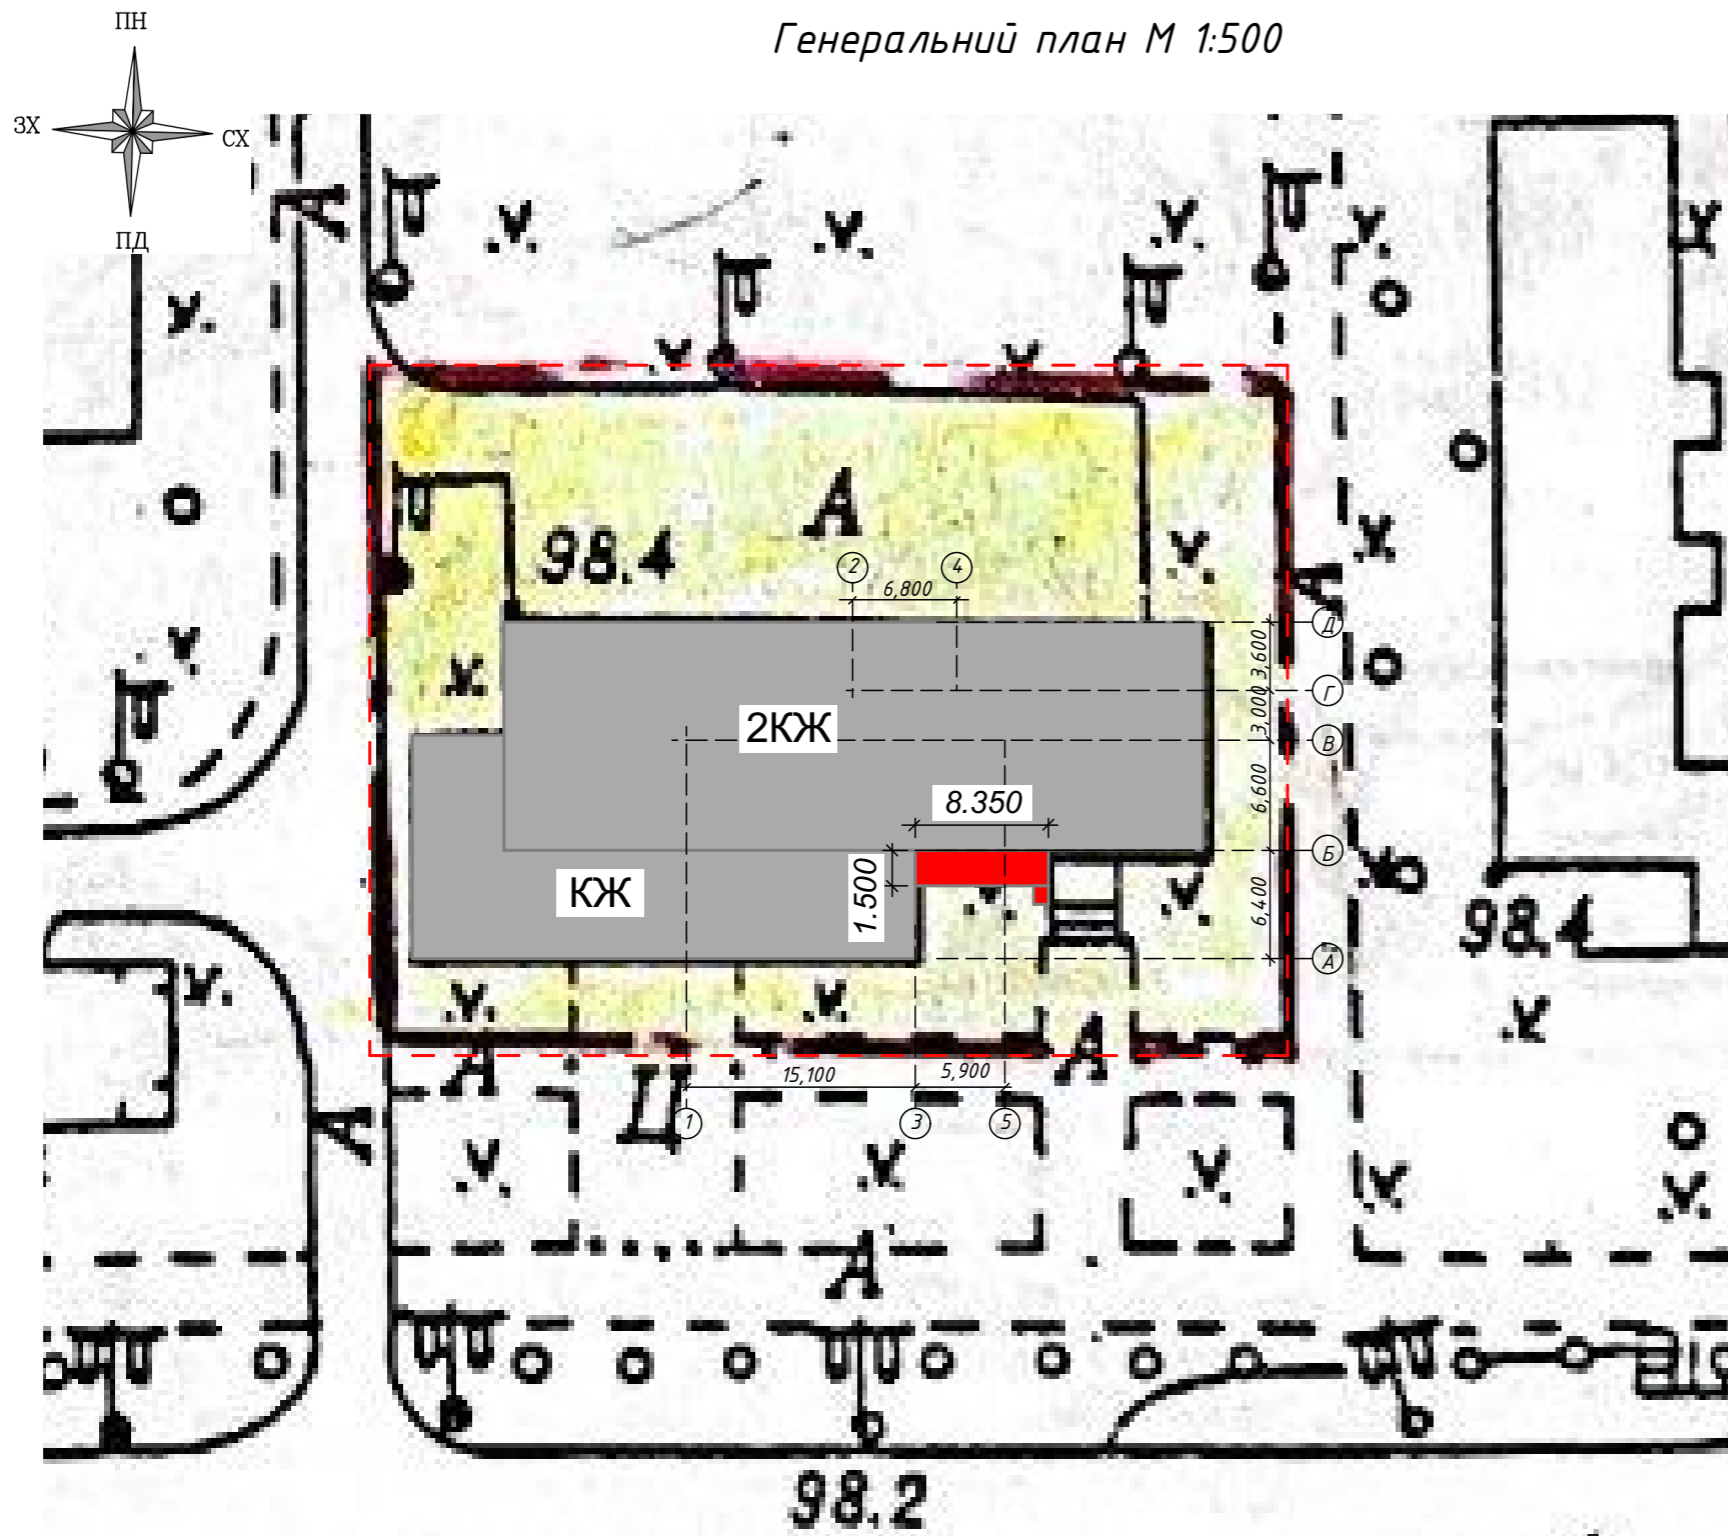 Генеральний план М 1:500
ПН
ЗХ
СХ
ПД
А
А
98.4
2
4
6,800
А
Д
3,600
Г
3,000
2КЖ
В
6,600
8.350
Б
КЖ
1.500
6,400
98.4
А
А
А
15,100
5,900
А
1
3
5
А
98.2